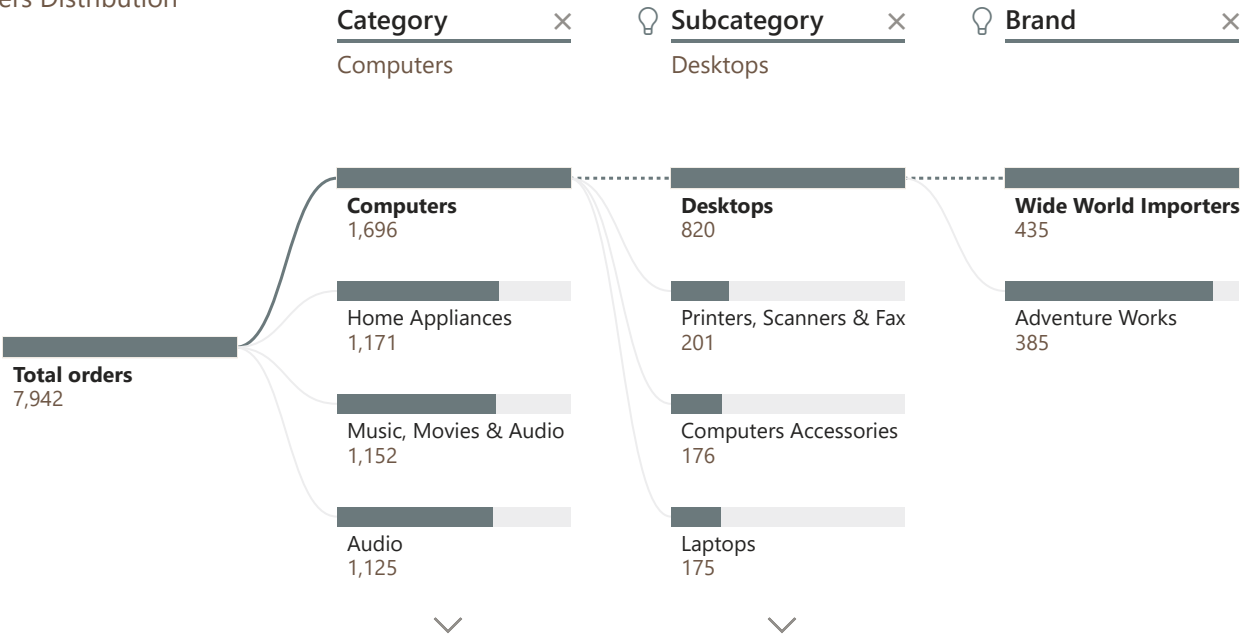 Distribution
Category
Subcategory
Brand
Computers
Desktops
Computers
1,696
Desktops
820
Wide World Importers
435
Home Appliances
1,171
Printers, Scanners & Fax
201
Adventure Works
385
Total orders
7,942
Music, Movies & Audio
1,152
Computers Accessories
176
Audio
1,125
Laptops
175